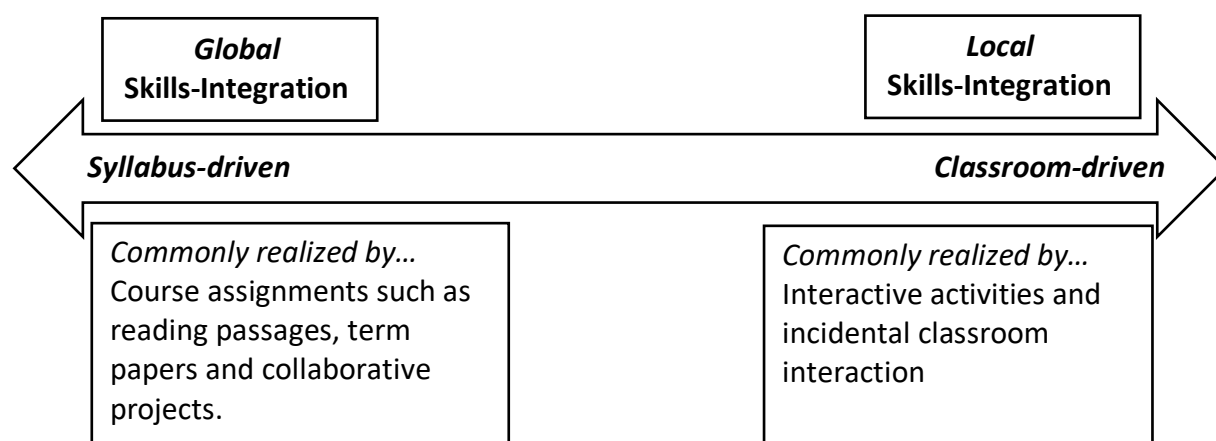 Global
Skills-Integration
Local
Skills-Integration
Syllabus-driven
Classroom-driven
Commonly realized by…
Course assignments such as
reading passages, term
papers and collaborative
projects.
Commonly realized by…
Interactive activities and
incidental classroom
interaction